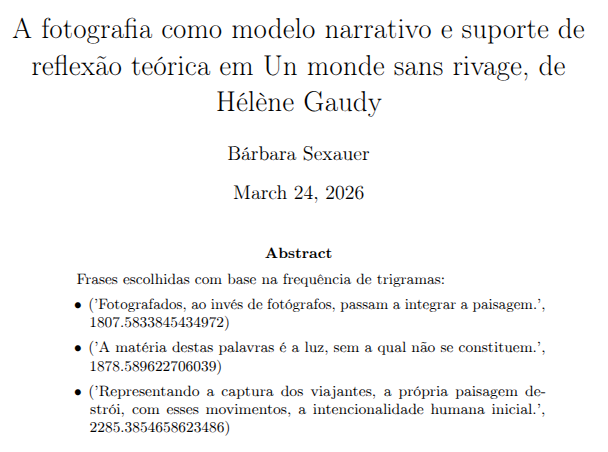 A fotografia como modelo narrativo e suporte de
reflexão teórica em Un monde sans rivage, de
Hélène Gaudy
Bárbara Sexauer
March 24, 2026
Abstract
Frases escolhidas com base na frequência de trigramas:
• ('Fotografados, ao invés de fotógrafos, passam a integrar a paisagem.',
1807.5833845434972)
• ('A matéria destas palavras é a luz, sem a qual não se constituem.',
1878.589622706039)
• ('Representando a captura dos viajantes, a própria paisagem de-
strói, com esses movimentos, a intencionalidade humana inicial.',
2285.3854658623486)